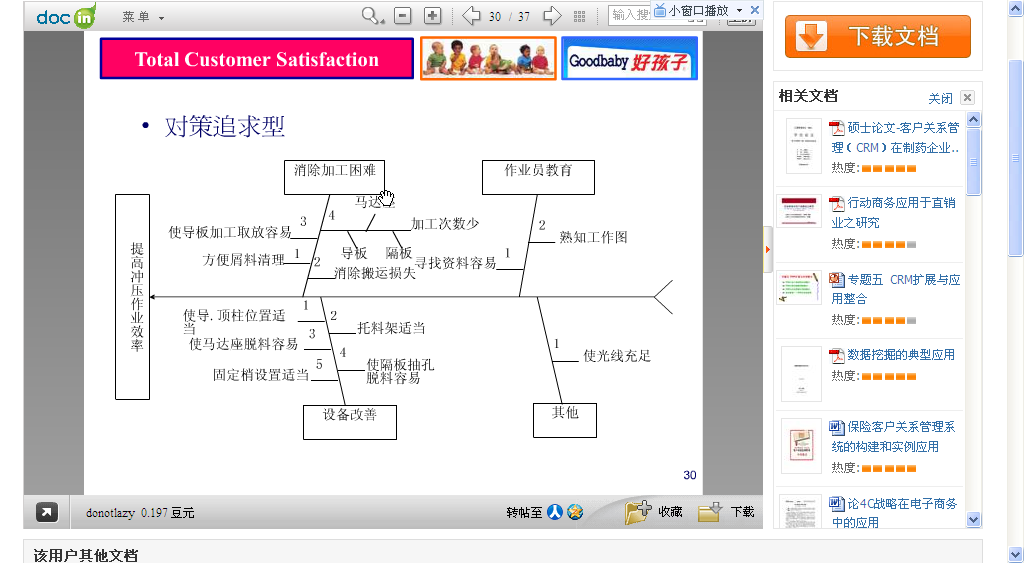 docin
菜单
30 / 37
输入搜
小窗口播放
Total Customer Satisfaction
Goodbaby 好孩子
• 对策追求型
消除加工困难
作业员教育
4
3
加工次数少
使导板加工取放容易
导板
隔板
2
熟知工作图
方便屑料清理
1
2
消除搬运损失
寻找资料容易
1
提高冲压作业效率
使导.顶柱位置适当
1
2
托料架适当
使马达座脱料容易
3
4
使隔板抽孔脱料容易
固定梢设置适当
5
1
使光线充足
设备改善
其他
30
donotlazy 0.197 豆元
转帖至
收藏
下载
该用户其他文档
下载文档
相关文档
关闭
硕士论文-客户关系管
理(CRM)在制药企业..
热度:
行动商务应用于直销
业之研究
热度:
专题五 CRM扩展与应
用整合
热度:
数据挖掘的典型应用
热度:
保险客户关系管理系
统的构建和实例应用
热度:
论4C战略在电子商务
中的应用